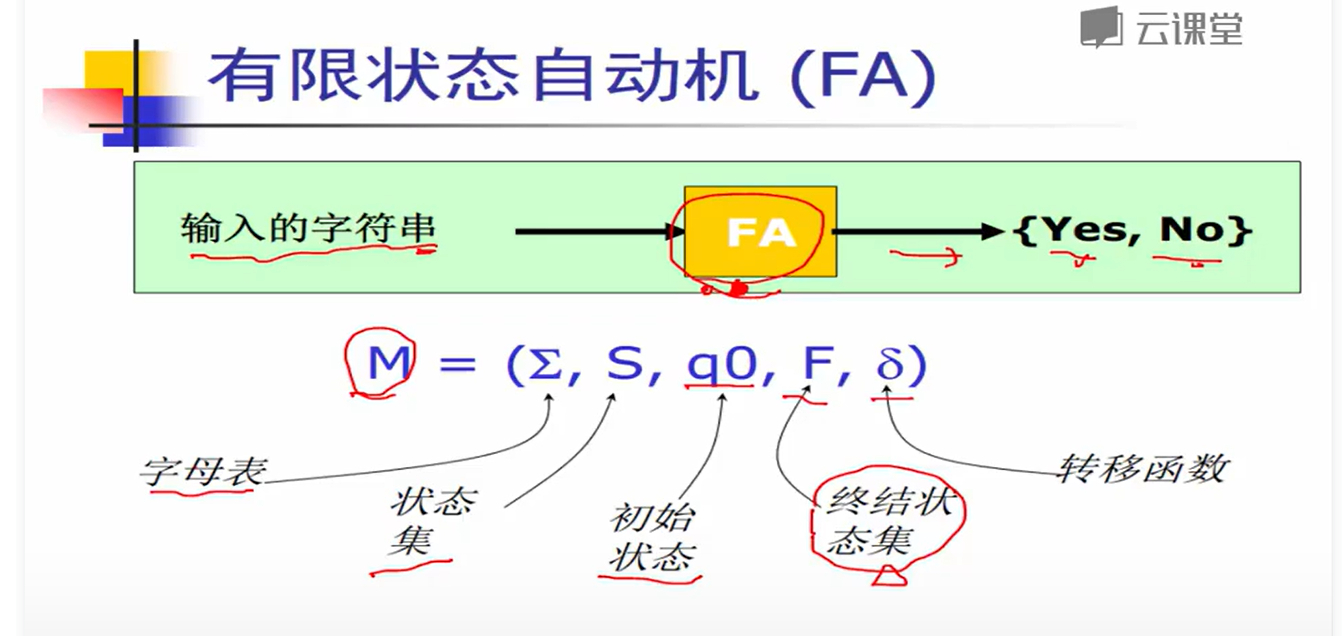 云课堂
有限状态自动机 (FA)
输入的字符串
FA
{Yes, No}
M = (Σ, S, q0, F, δ)
字母表
状态
集
初始
状态
终结状
态集
转移函数